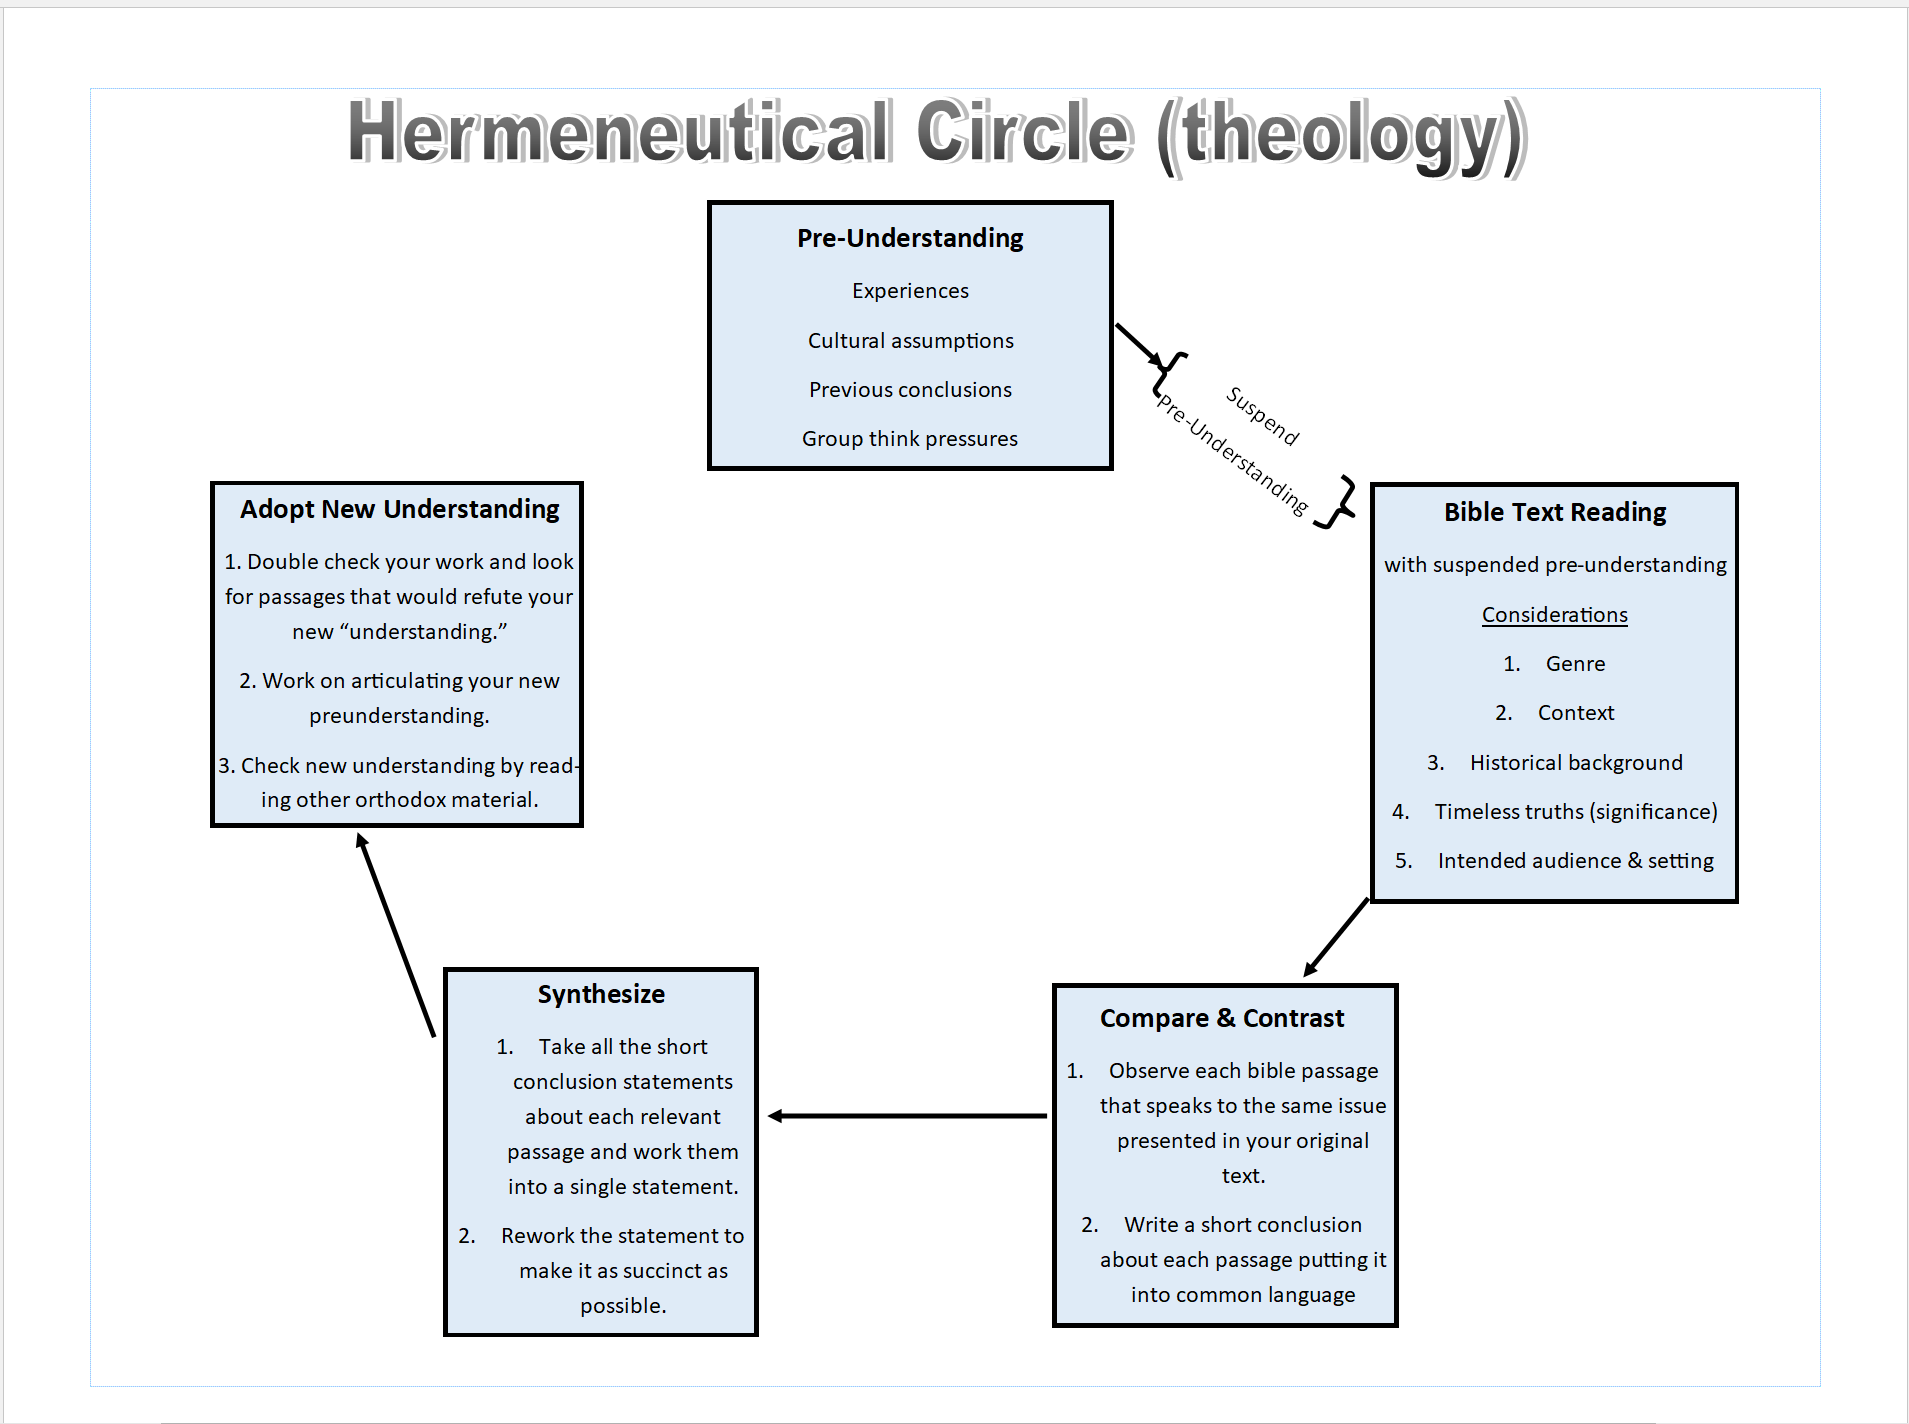 Hermeneutical Circle (theology)
Pre-Understanding
Experiences
Cultural assumptions
Previous conclusions
Group think pressures
Suspend
Pre-Understanding
Bible Text Reading
with suspended pre-understanding
Considerations
1. Genre
2. Context
3. Historical background
4. Timeless truths (significance)
5. Intended audience & setting
Compare & Contrast
1. Observe each bible passage
that speaks to the same issue
presented in your original
text.
2. Write a short conclusion
about each passage putting it
into common language
Synthesize
1. Take all the short
conclusion statements
about each relevant
passage and work them
into a single statement.
2. Rework the statement to
make it as succinct as
possible.
Adopt New Understanding
1. Double check your work and look
for passages that would refute your
new “understanding.”
2. Work on articulating your new
preunderstanding.
3. Check new understanding by read-
ing other orthodox material.